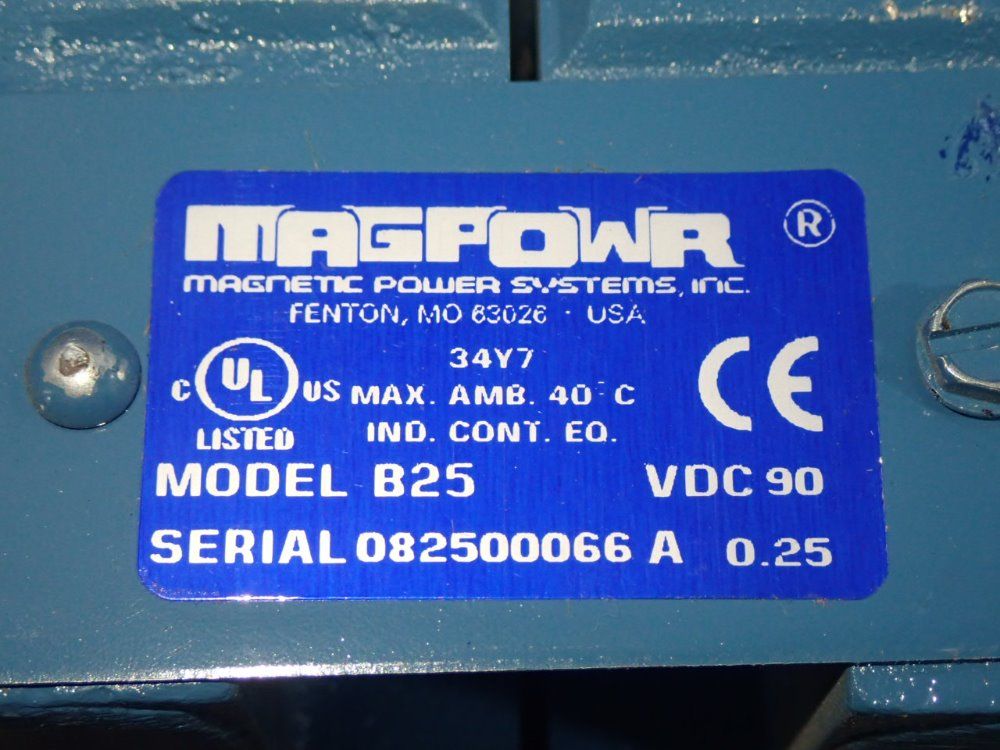 MAGPOWR ®
MAGNETIC POWER SYSTEMS, INC.
FENTON, MO 63026 · USA
34Y7
C UL US MAX. AMB. 40°C
LISTED IND. CONT. EQ.
CE
MODEL B25 VDC 90
SERIAL 082500066 A 0.25